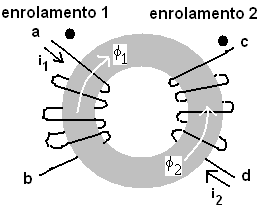 enrolamento 1 enrolamento 2
a c
i₁ ϕ₁
ϕ₂
b d
i₂